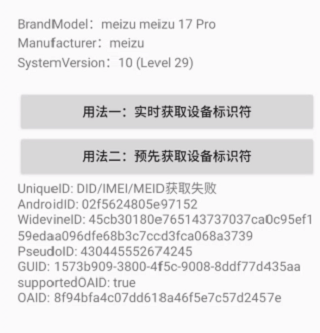 BrandModel：meizu meizu 17 Pro
Manufacturer：meizu
SystemVersion：10 (Level 29)
用法一：实时获取设备标识符
用法二：预先获取设备标识符
UniqueID: DID/IMEI/MEID获取失败
AndroidID: 02f5624805e97152
WidevineID: 45cb30180e765143737037ca0c95ef1
59edaa096dfe68b3c7ccd3fca068a3739
PseudoID: 430445552674245
GUID: 1573b909-3800-4f5c-9008-8ddf77d435aa
supportedOAID: true
OAID: 8f94bfa4c07dd618a46f5e7c57d2457e